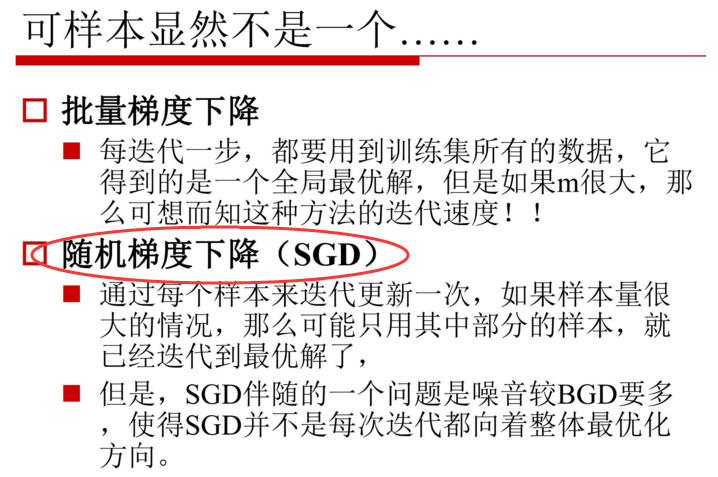 可样本显然不是一个……
批量梯度下降
每迭代一步，都要用到训练集所有的数据，它
得到的是一个全局最优解，但是如果m很大，那
么可想而知这种方法的迭代速度！！
随机梯度下降（SGD）
通过每个样本来迭代更新一次，如果样本量很
大的情况，那么可能只用其中部分的样本，就
已经迭代到最优解了，
但是，SGD伴随的一个问题是噪音较BGD要多
，使得SGD并不是每次迭代都向着整体最优化
方向。